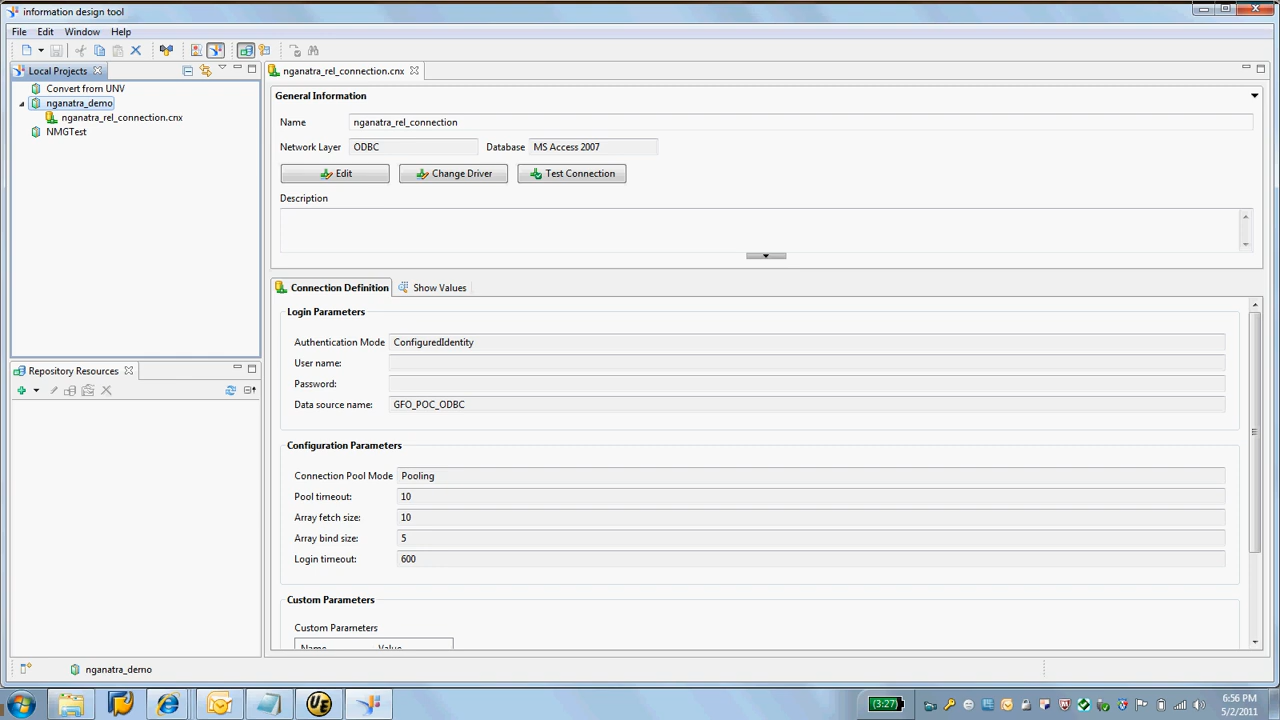 information design tool
File Edit Window Help
Local Projects
Convert from UNV
nganatra_demo
nganatra_rel_connection.cnx
NMGTest
Repository Resources
nganatra_rel_connection.cnx
General Information
Name nganatra_rel_connection
Network Layer ODBC Database MS Access 2007
Edit Change Driver Test Connection
Description
Connection Definition Show Values
Login Parameters
Authentication Mode ConfiguredIdentity
User name:
Password:
Data source name: GFO_POC_ODBC
Configuration Parameters
Connection Pool Mode Pooling
Pool timeout: 10
Array fetch size: 10
Array bind size: 5
Login timeout: 600
Custom Parameters
Custom Parameters
Name Value
nganatra_demo
UE
(3:27)
6:56 PM
5/2/2011